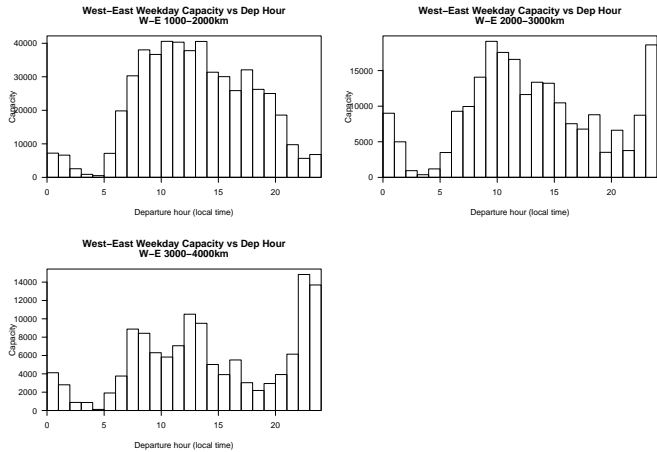 West−East Weekday Capacity vs Dep Hour
W−E 1000−2000km
Capacity
40000
30000
20000
10000
0
0 5 10 15 20
Departure hour (local time)
West−East Weekday Capacity vs Dep Hour
W−E 2000−3000km
Capacity
15000
10000
5000
0
0 5 10 15 20
Departure hour (local time)
West−East Weekday Capacity vs Dep Hour
W−E 3000−4000km
Capacity
14000
12000
10000
8000
6000
4000
2000
0
0 5 10 15 20
Departure hour (local time)